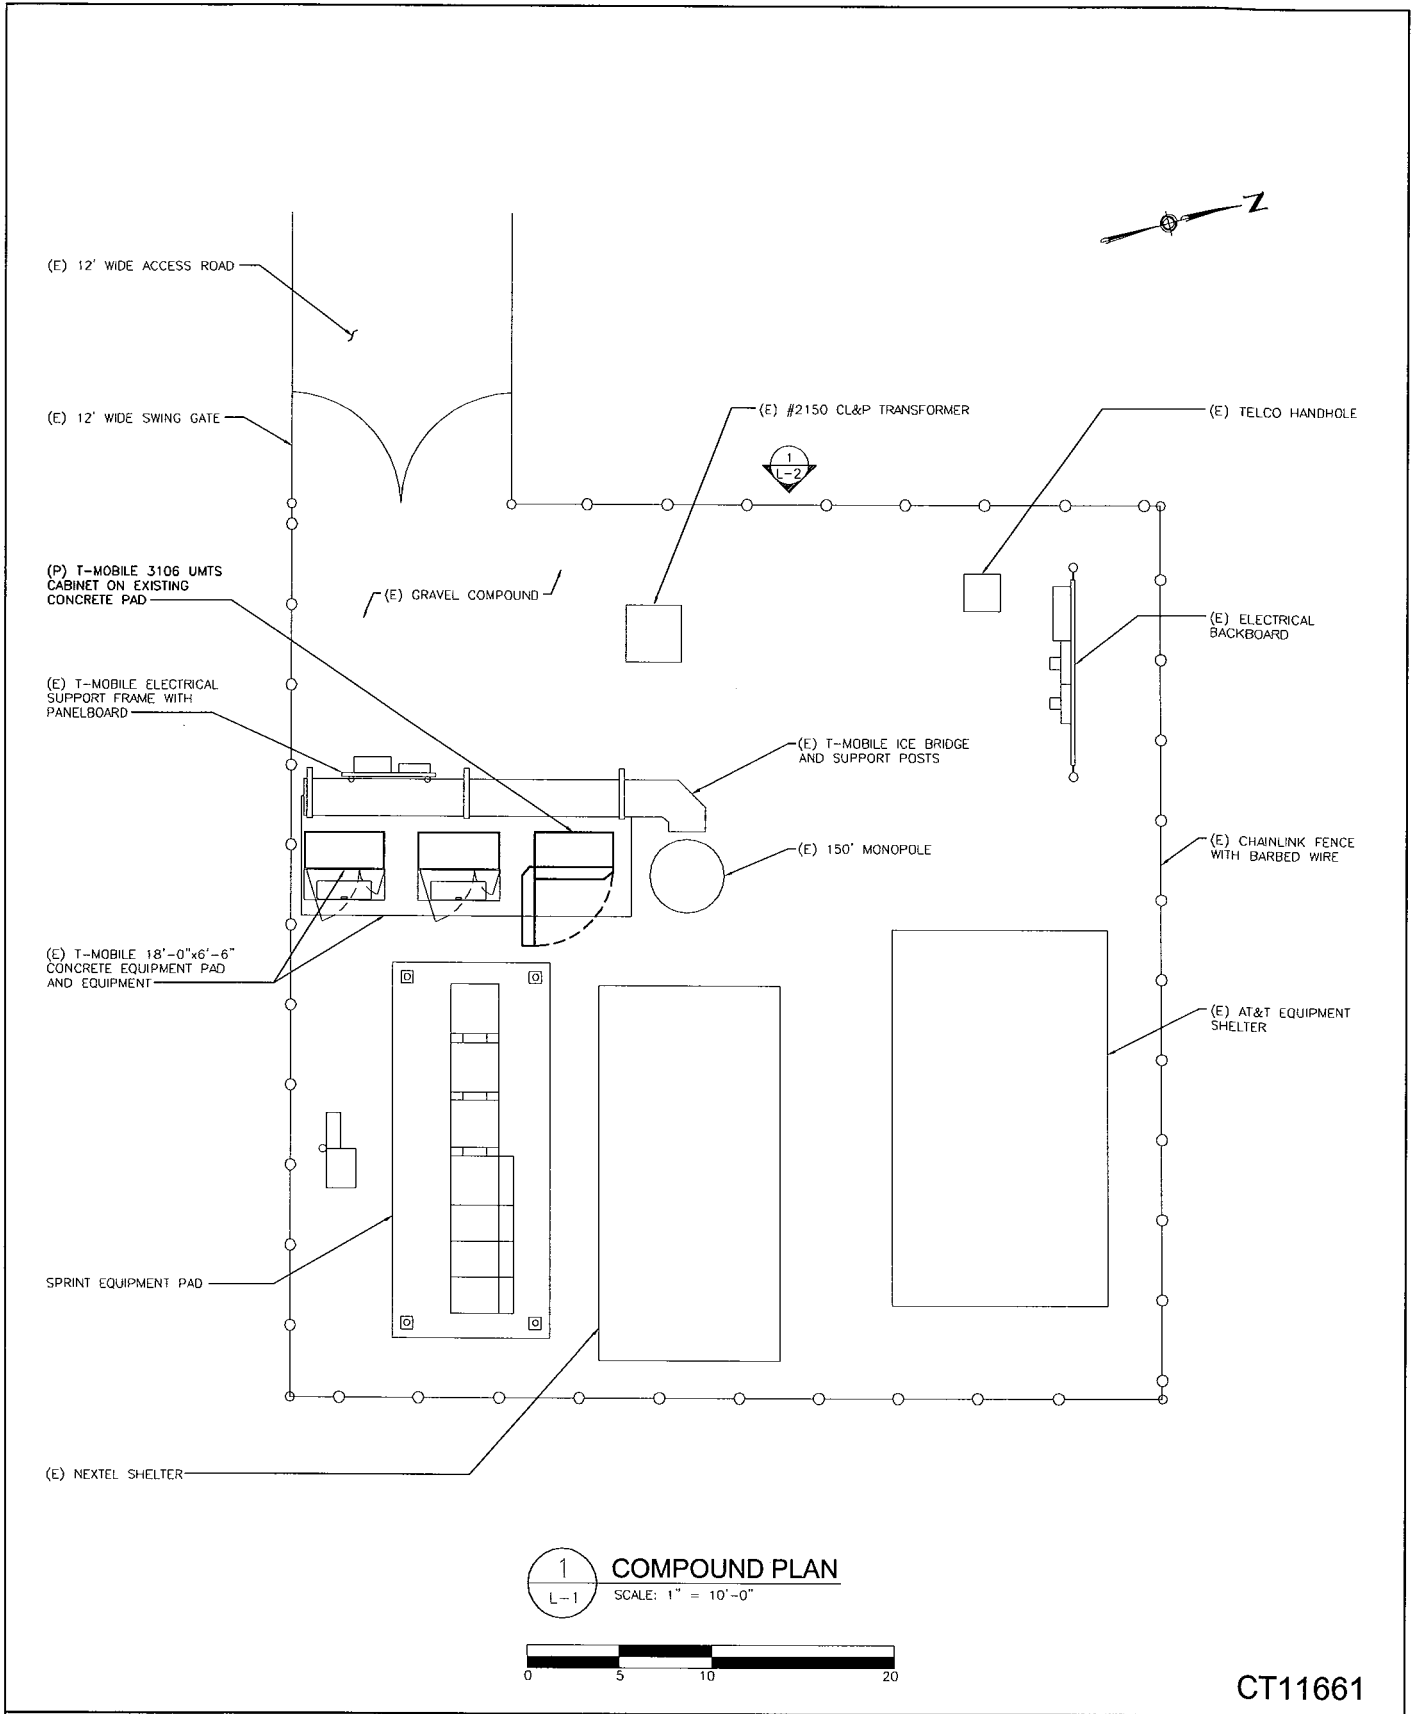 Z
(E) 12' WIDE ACCESS ROAD
(E) 12' WIDE SWING GATE
(E) #2150 CL&P TRANSFORMER
(E) TELCO HANDHOLE
1
L-2
(P) T-MOBILE 3106 UMTS
CABINET ON EXISTING
CONCRETE PAD
(E) GRAVEL COMPOUND
(E) ELECTRICAL
BACKBOARD
(E) T-MOBILE ELECTRICAL
SUPPORT FRAME WITH
PANELBOARD
(E) T-MOBILE ICE BRIDGE
AND SUPPORT POSTS
(E) 150' MONOPOLE
(E) CHAINLINK FENCE
WITH BARBED WIRE
(E) T-MOBILE 18'-0"x6'-6"
CONCRETE EQUIPMENT PAD
AND EQUIPMENT
(E) AT&T EQUIPMENT
SHELTER
SPRINT EQUIPMENT PAD
(E) NEXTEL SHELTER
1
L-1
COMPOUND PLAN
SCALE: 1" = 10'-0"
0 5 10 20
CT11661